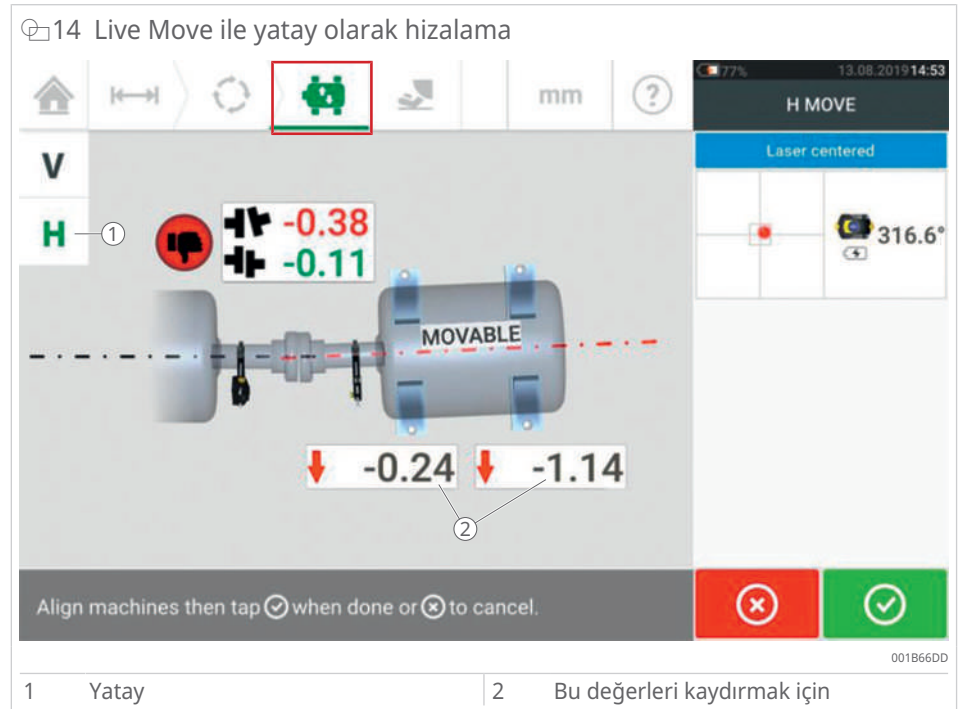 14 Live Move ile yatay olarak hizalama
77% 13.08.2019 14:53
mm ? H MOVE
Laser centered
V
H 1
-0.38
-0.11
316.6°
MOVABLE
-0.24 -1.14
2
Align machines then tap when done or to cancel.
001B66DD
1 Yatay 2 Bu değerleri kaydırmak için